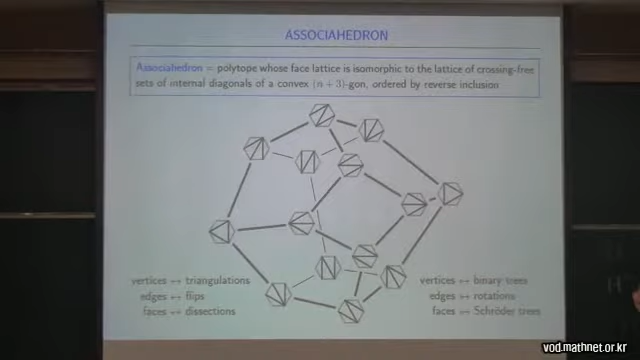 ASSOCIAHEDRON
Associahedron = polytope whose face lattice is isomorphic to the lattice of crossing-free
sets of internal diagonals of a convex (n + 3)-gon, ordered by reverse inclusion
vertices ↔ triangulations
edges ↔ flips
faces ↔ dissections
vertices ↔ binary trees
edges ↔ rotations
faces ↔ Schröder trees
vod.mathnet.or.kr